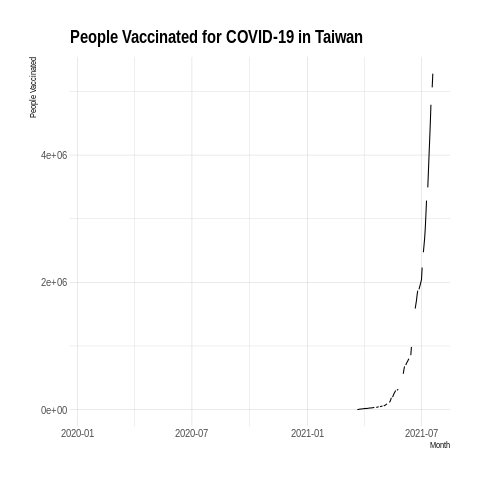 People Vaccinated for COVID-19 in Taiwan
People Vaccinated
4e+06
2e+06
0e+00
2020-01 2020-07 2021-01 2021-07
Month